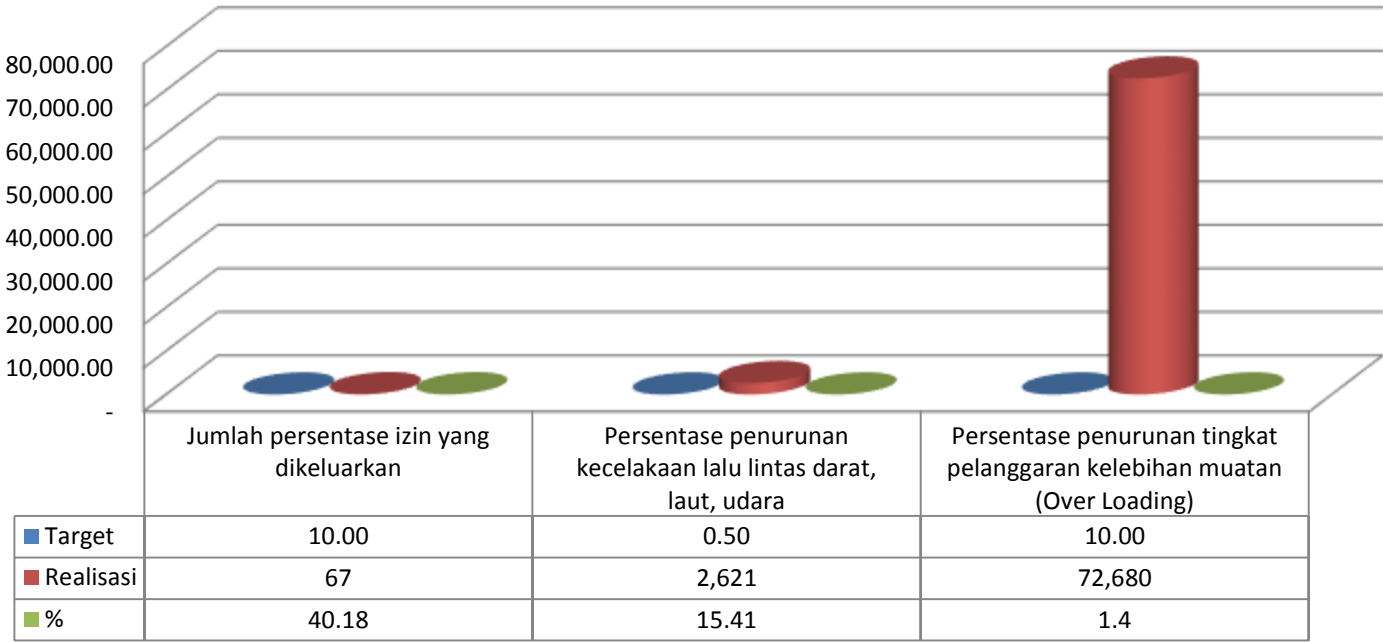 80,000.00
70,000.00
60,000.00
50,000.00
40,000.00
30,000.00
20,000.00
10,000.00
-
Jumlah persentase izin yang
dikeluarkan
Persentase penurunan
kecelakaan lalu lintas darat,
laut, udara
Persentase penurunan tingkat
pelanggaran kelebihan muatan
(Over Loading)
Target 10.00 0.50 10.00
Realisasi 67 2,621 72,680
% 40.18 15.41 1.4